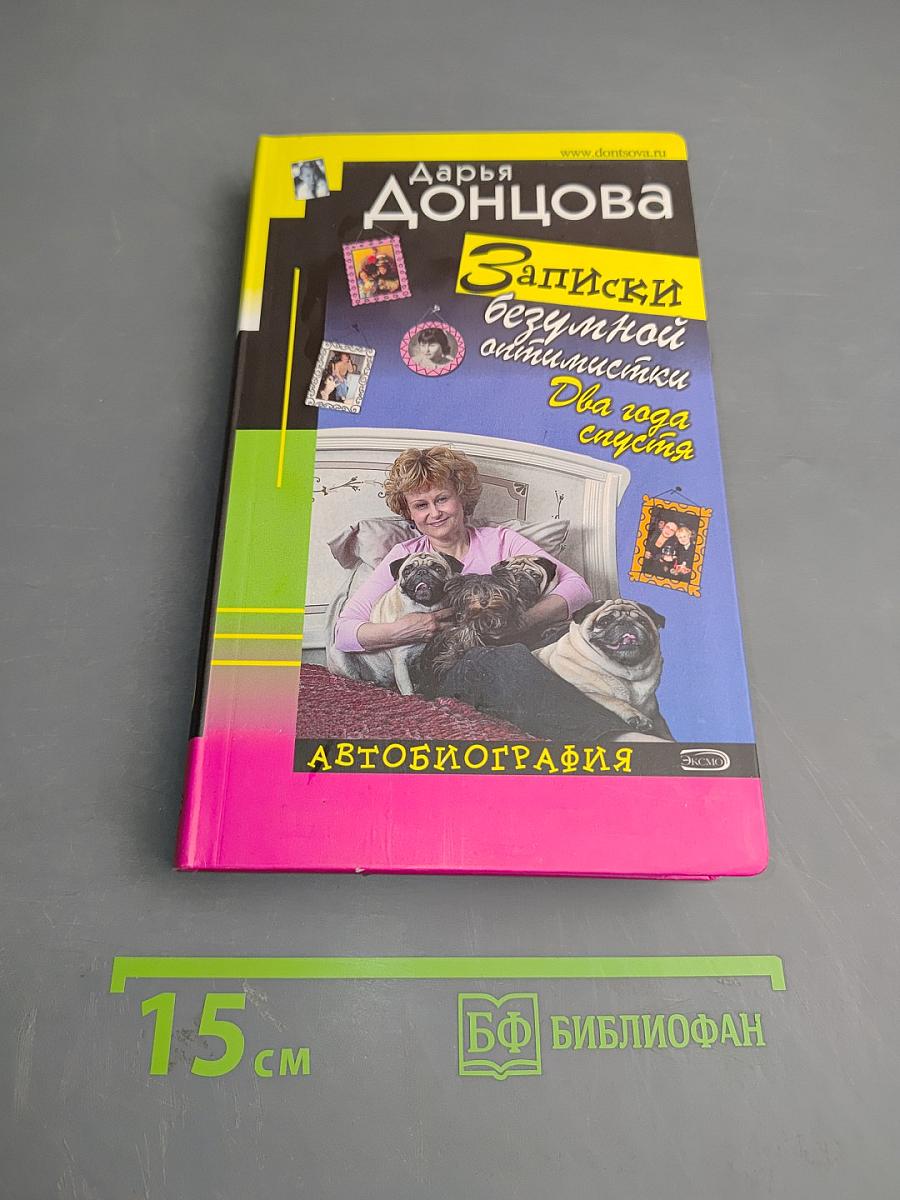 www.dontsova.ru
Дарья
Донцова
Записки
безумной
оптимистки
Два года
спустя
АВТОБИОГРАФИЯ
ЭКСМО
15 см
БФ БИБЛИОФАН